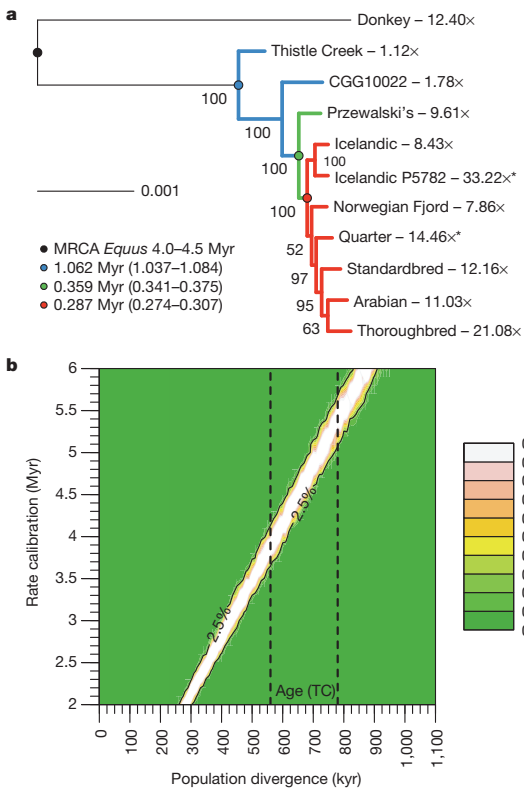 a
Donkey – 12.40×
Thistle Creek – 1.12×
100
CGG10022 – 1.78×
100
Przewalski's – 9.61×
100
Icelandic – 8.43×
100
Icelandic P5782 – 33.22×*
0.001
100
Norwegian Fjord – 7.86×
Quarter – 14.46×*
52
Standardbred – 12.16×
97
Arabian – 11.03×
95
Thoroughbred – 21.08×
63
MRCA Equus 4.0–4.5 Myr
1.062 Myr (1.037–1.084)
0.359 Myr (0.341–0.375)
0.287 Myr (0.274–0.307)
b
Rate calibration (Myr)
6
5.5
5
4.5
4
3.5
3
2.5
2
2.5%
2.5%
Age (TC)
0
100
200
300
400
500
600
700
800
900
1,000
1,100
Population divergence (kyr)